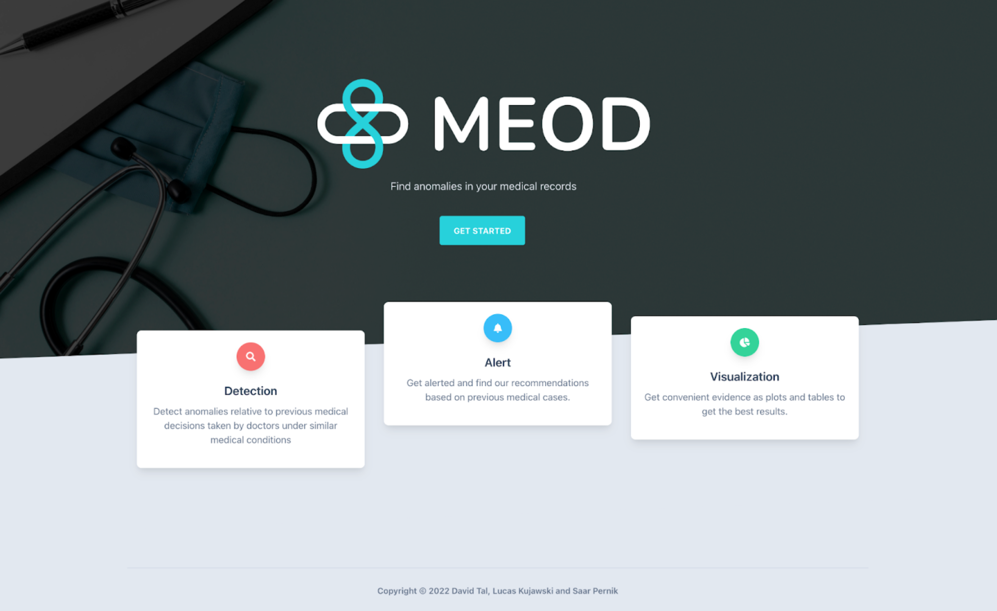 MEOD
Find anomalies in your medical records
GET STARTED
Detection
Detect anomalies relative to previous medical
decisions taken by doctors under similar
medical conditions
Alert
Get alerted and find our recommendations
based on previous medical cases.
Visualization
Get convenient evidence as plots and tables to
get the best results.
Copyright © 2022 David Tal, Lucas Kujawski and Saar Pernik